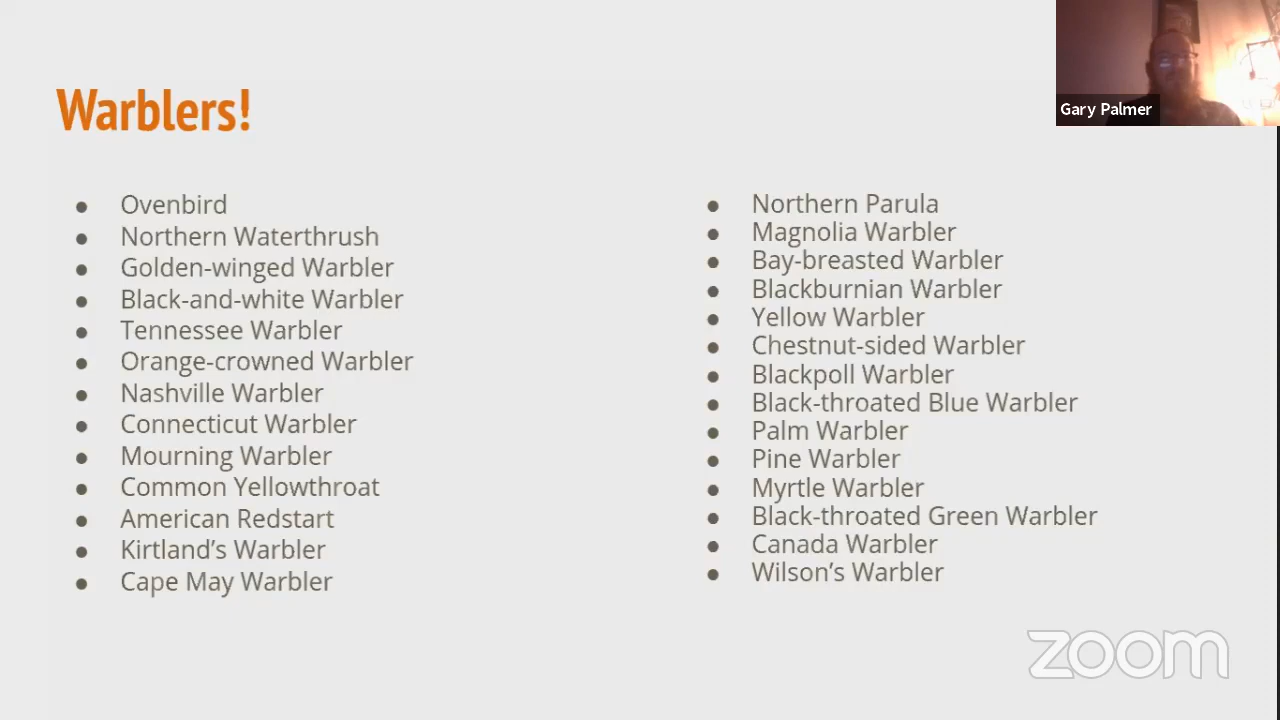 Warblers!
Ovenbird
Northern Waterthrush
Golden-winged Warbler
Black-and-white Warbler
Tennessee Warbler
Orange-crowned Warbler
Nashville Warbler
Connecticut Warbler
Mourning Warbler
Common Yellowthroat
American Redstart
Kirtland’s Warbler
Cape May Warbler
Northern Parula
Magnolia Warbler
Bay-breasted Warbler
Blackburnian Warbler
Yellow Warbler
Chestnut-sided Warbler
Blackpoll Warbler
Black-throated Blue Warbler
Palm Warbler
Pine Warbler
Myrtle Warbler
Black-throated Green Warbler
Canada Warbler
Wilson’s Warbler
Gary Palmer
zoom